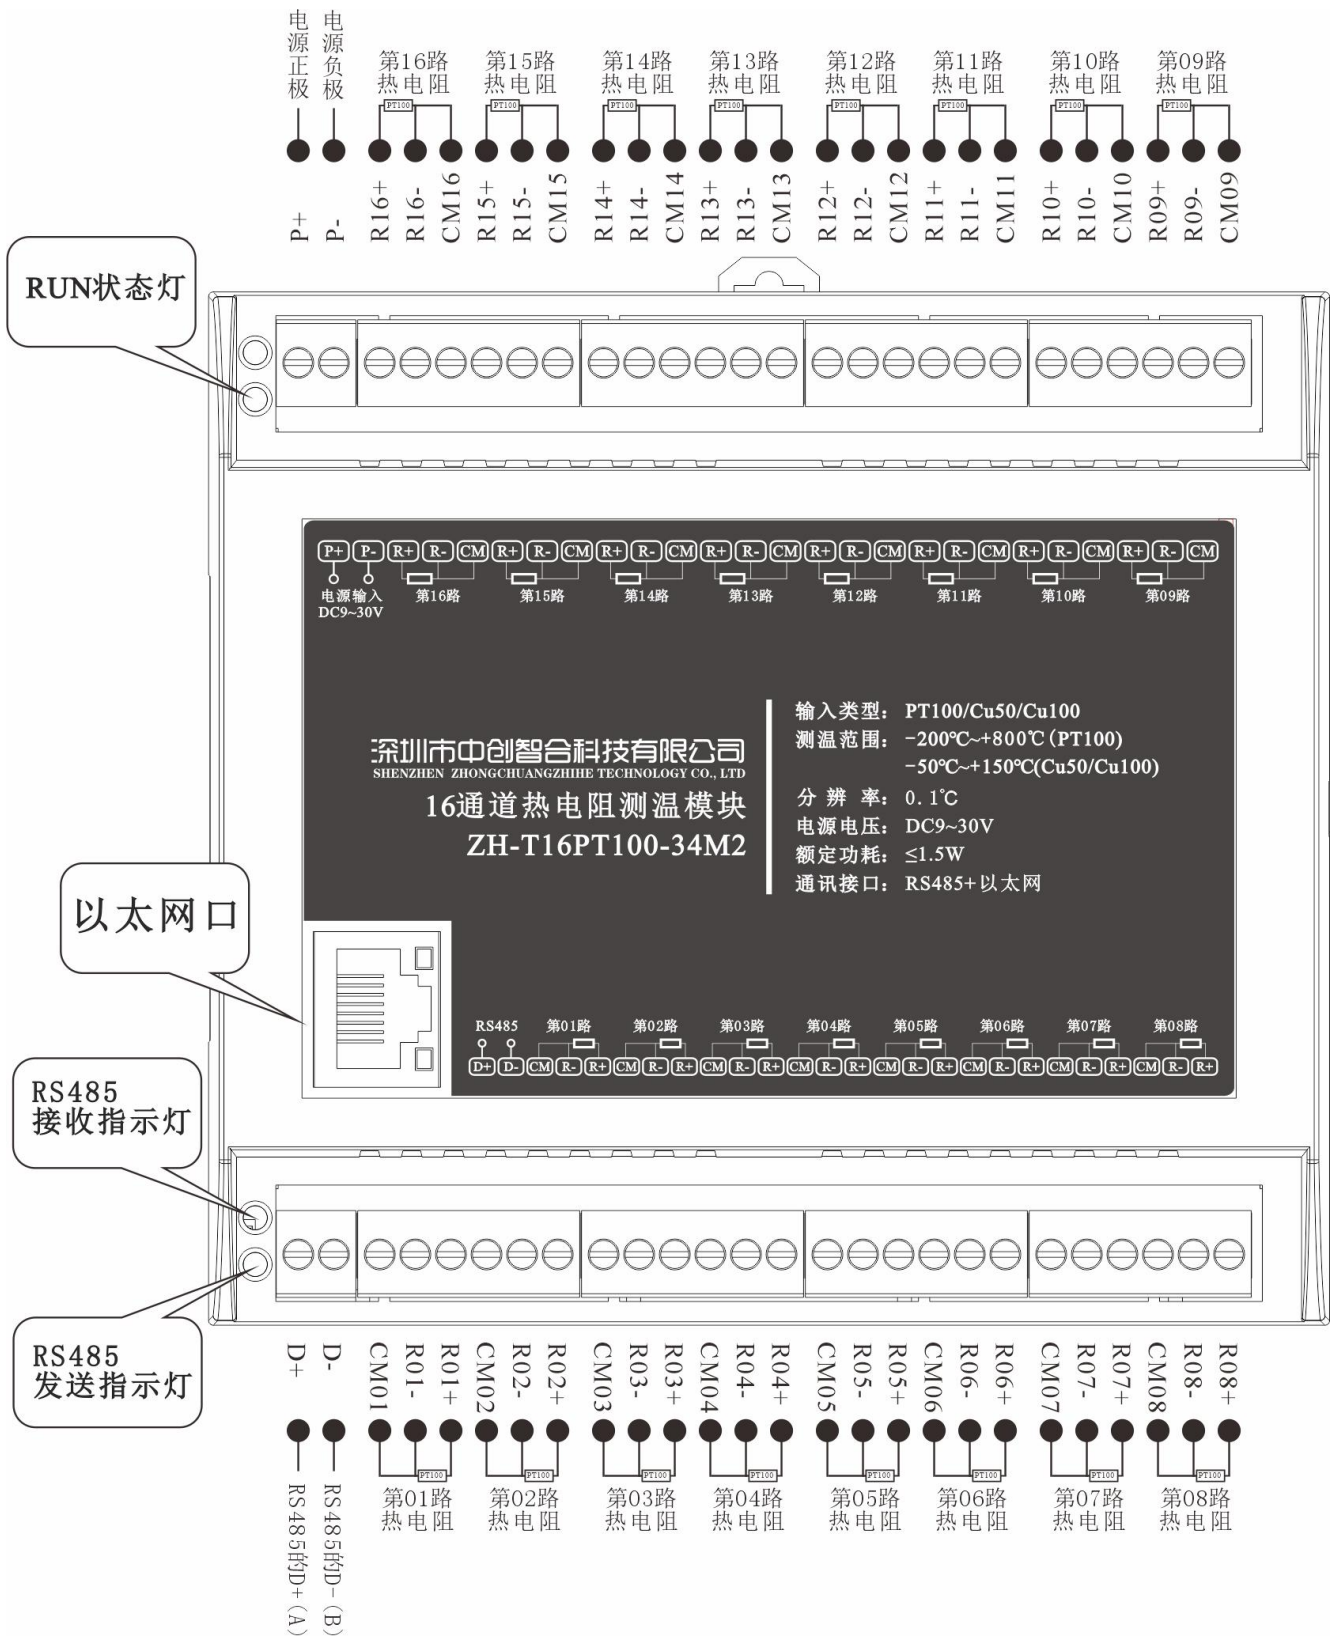 电源正极
电源负极
第16路
热电阻
第15路
热电阻
第14路
热电阻
第13路
热电阻
第12路
热电阻
第11路
热电阻
第10路
热电阻
第09路
热电阻
PT100
PT100
PT100
PT100
PT100
PT100
PT100
PT100
P+
P-
R16+
R16-
CM16
R15+
R15-
CM15
R14+
R14-
CM14
R13+
R13-
CM13
R12+
R12-
CM12
R11+
R11-
CM11
R10+
R10-
CM10
R09+
R09-
CM09
RUN状态灯
P+ P- R+ R- CM R+ R- CM R+ R- CM R+ R- CM R+ R- CM R+ R- CM R+ R- CM R+ R- CM
电源输入 第16路 第15路 第14路 第13路 第12路 第11路 第10路 第09路
DC9~30V
深圳市中创智合科技有限公司
SHENZHEN ZHONGCHUANGZHIHE TECHNOLOGY CO., LTD
16通道热电阻测温模块
ZH-T16PT100-34M2
输入类型：PT100/Cu50/Cu100
测温范围：-200℃~+800℃(PT100)
-50℃~+150℃(Cu50/Cu100)
分 辨 率：0.1℃
电源电压：DC9~30V
额定功耗：≤1.5W
通讯接口：RS485+以太网
以太网口
RS485 第01路 第02路 第03路 第04路 第05路 第06路 第07路 第08路
D+ D- CM R- R+ CM R- R+ CM R- R+ CM R- R+ CM R- R+ CM R- R+ CM R- R+ CM R- R+
RS485
接收指示灯
RS485
发送指示灯
D+
D-
CM01
R01-
R01+
CM02
R02-
R02+
CM03
R03-
R03+
CM04
R04-
R04+
CM05
R05-
R05+
CM06
R06-
R06+
CM07
R07-
R07+
CM08
R08-
R08+
PT100
PT100
PT100
PT100
PT100
PT100
PT100
PT100
RS485的D+(A)
RS485的D-(B)
第01路
热电阻
第02路
热电阻
第03路
热电阻
第04路
热电阻
第05路
热电阻
第06路
热电阻
第07路
热电阻
第08路
热电阻